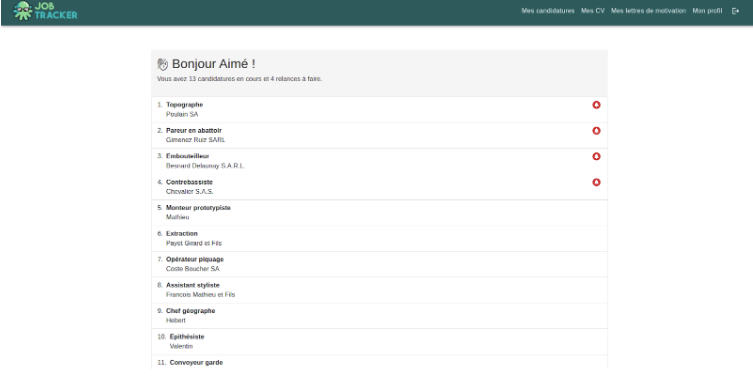 JOB
TRACKER
Mes candidatures Mes CV Mes lettres de motivation Mon profil
Bonjour Aimé !
Vous avez 13 candidatures en cours et 4 relances à faire.
1. Topographe
Poulain SA
2. Pareur en abattoir
Gimenez Ruiz SARL
3. Embouteilleur
Besnard Delaunay S.A.R.L.
4. Contrebassiste
Chevalier S.A.S.
5. Monteur prototypiste
Mathieu
6. Extraction
Payet Girard et Fils
7. Opérateur piquage
Coste Boucher SA
8. Assistant styliste
Francois Mathieu et Fils
9. Chef géographe
Hebert
10. Epithésiste
Valentin
11. Convoyeur garde